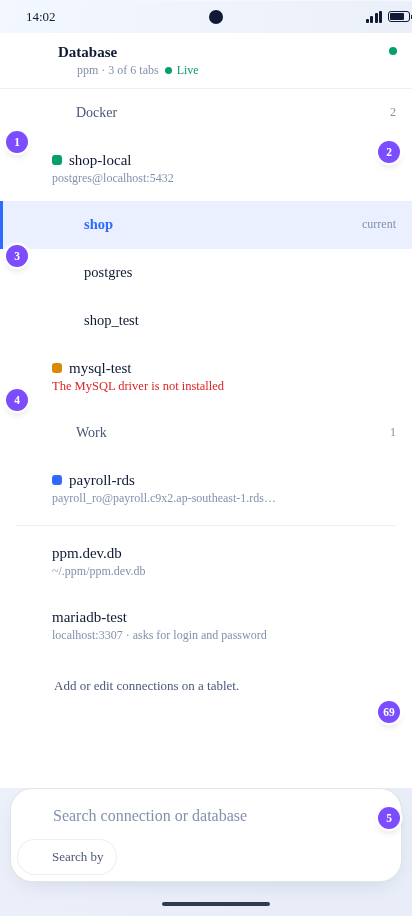 14:02
Database
ppm · 3 of 6 tabs Live
Docker 2
1
2
shop-local
postgres@localhost:5432
shop current
3
postgres
shop_test
mysql-test
The MySQL driver is not installed
4
Work 1
payroll-rds
payroll_ro@payroll.c9x2.ap-southeast-1.rds…
ppm.dev.db
~/.ppm/ppm.dev.db
mariadb-test
localhost:3307 · asks for login and password
Add or edit connections on a tablet.
69
Search connection or database
5
Search by